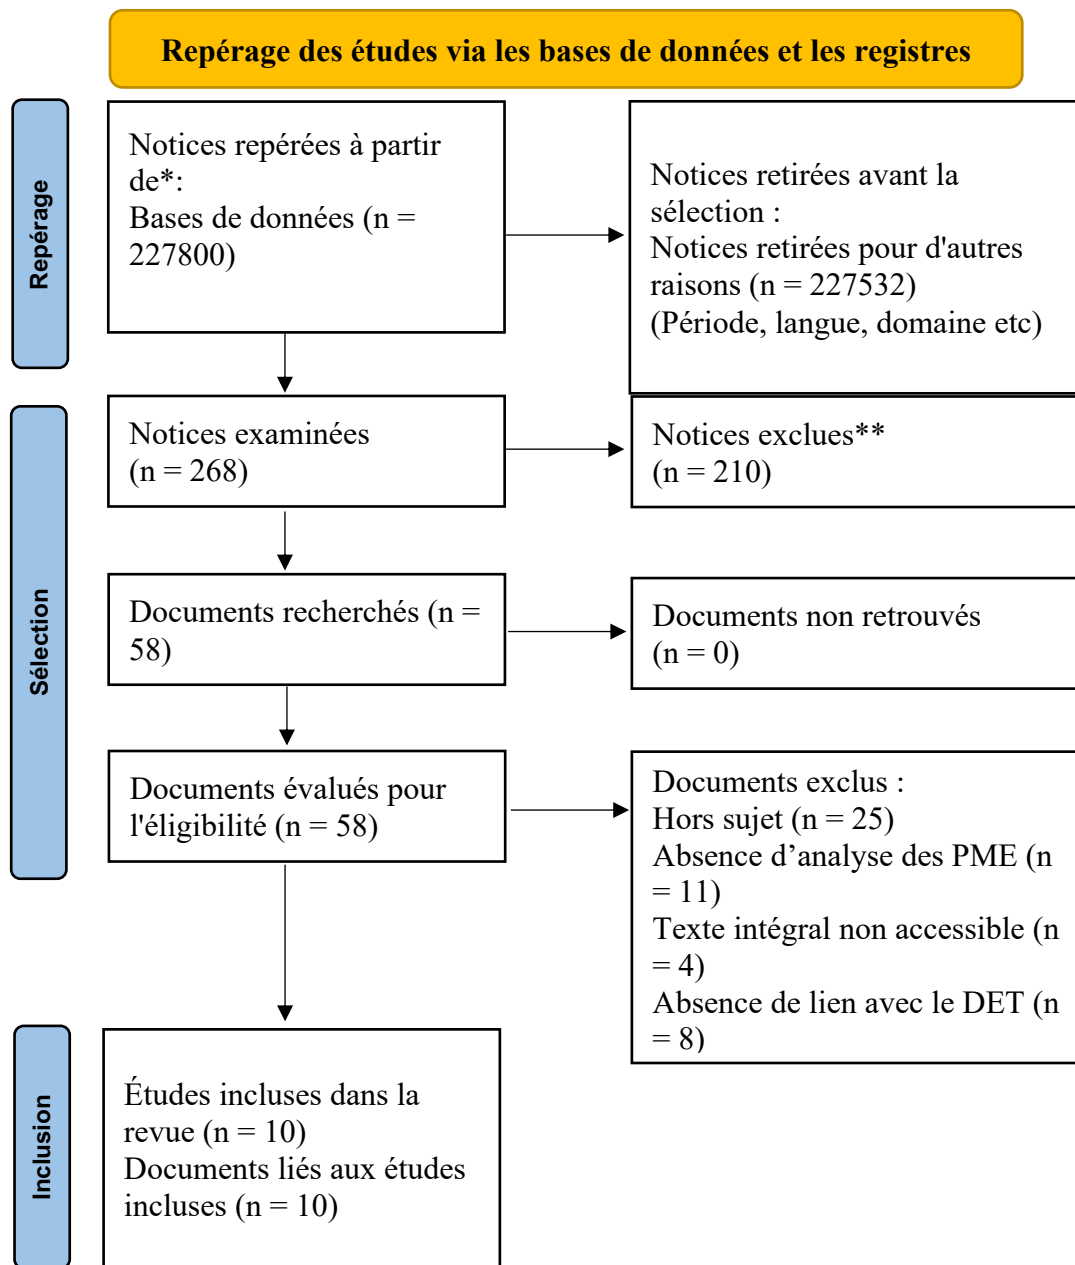 Repérage des études via les bases de données et les registres
Repérage
Notices repérées à partir
de*:
Bases de données (n =
227800)
Notices retirées avant la
sélection :
Notices retirées pour d'autres
raisons (n = 227532)
(Période, langue, domaine etc)
Sélection
Notices examinées
(n = 268)
Notices exclues**
(n = 210)
Documents recherchés (n =
58)
Documents non retrouvés
(n = 0)
Documents évalués pour
l'éligibilité (n = 58)
Documents exclus :
Hors sujet (n = 25)
Absence d’analyse des PME (n
= 11)
Texte intégral non accessible (n
= 4)
Absence de lien avec le DET (n
= 8)
Inclusion
Études incluses dans la
revue (n = 10)
Documents liés aux études
incluses (n = 10)